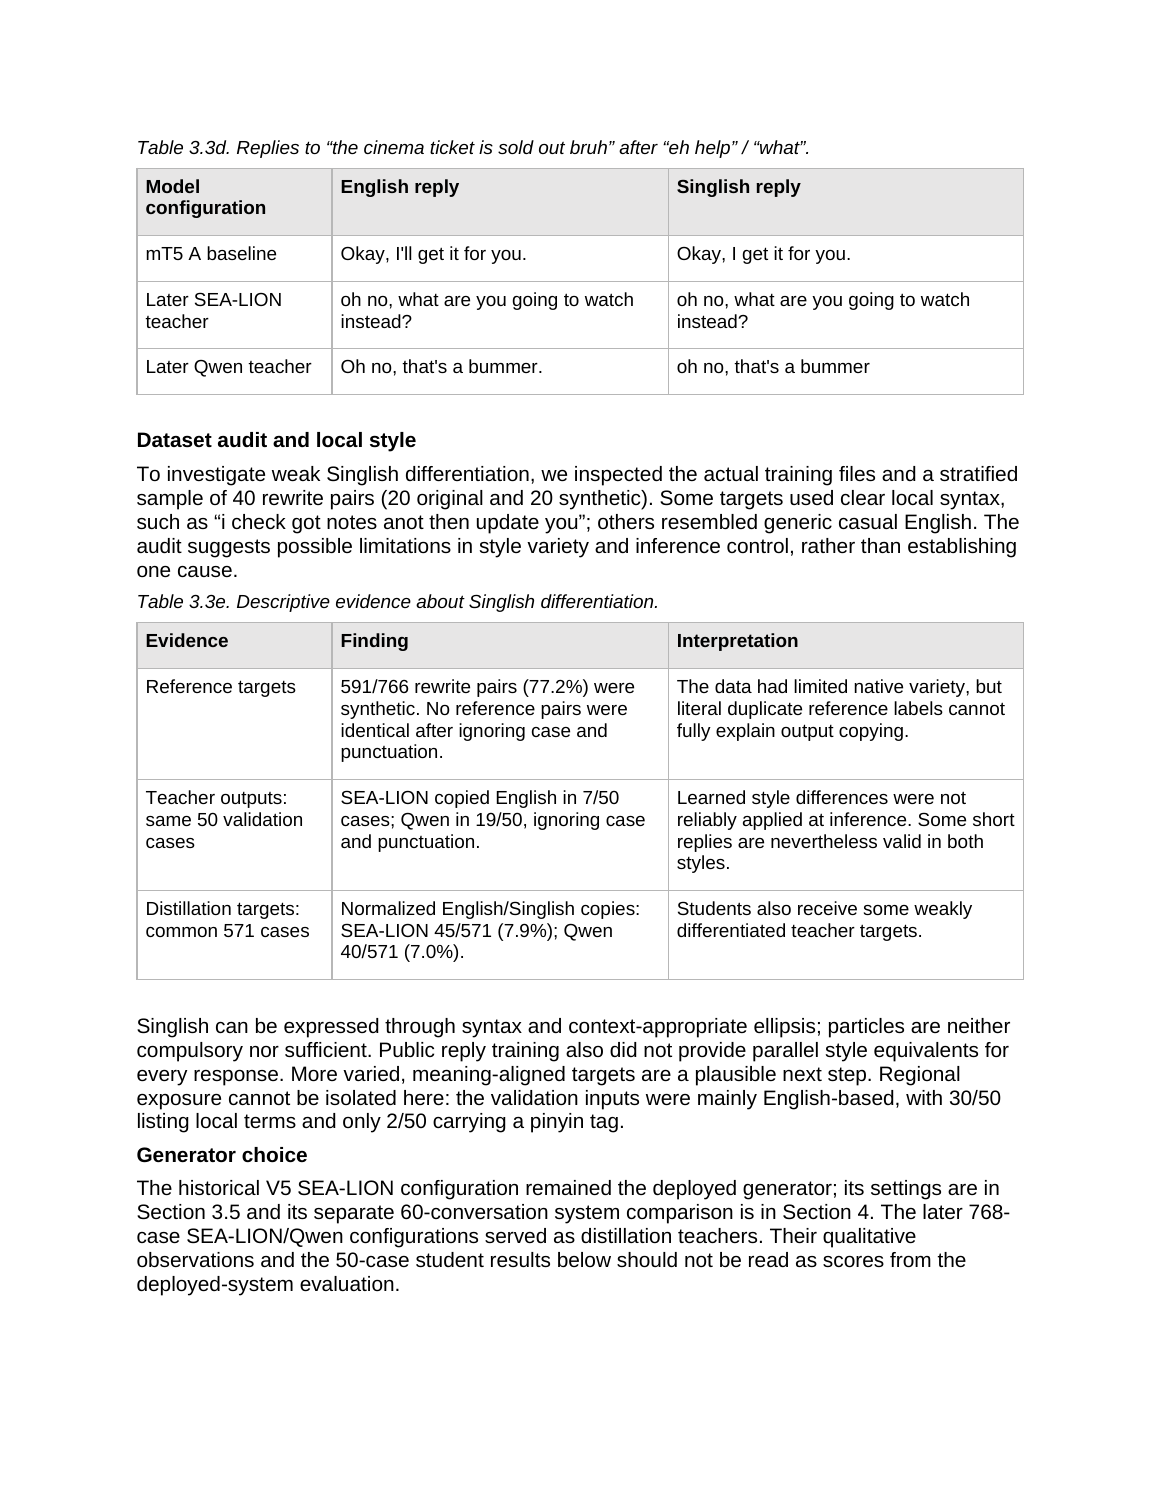 Table 3.3d. Replies to “the cinema ticket is sold out bruh” after “eh help” / “what”.
Model
configuration
English reply
Singlish reply
mT5 A baseline
Okay, I'll get it for you.
Okay, I get it for you.
Later SEA-LION
teacher
oh no, what are you going to watch
instead?
oh no, what are you going to watch
instead?
Later Qwen teacher
Oh no, that's a bummer.
oh no, that's a bummer
Dataset audit and local style
To investigate weak Singlish differentiation, we inspected the actual training files and a stratified
sample of 40 rewrite pairs (20 original and 20 synthetic). Some targets used clear local syntax,
such as “i check got notes anot then update you”; others resembled generic casual English. The
audit suggests possible limitations in style variety and inference control, rather than establishing
one cause.
Table 3.3e. Descriptive evidence about Singlish differentiation.
Evidence
Finding
Interpretation
Reference targets
591/766 rewrite pairs (77.2%) were
synthetic. No reference pairs were
identical after ignoring case and
punctuation.
The data had limited native variety, but
literal duplicate reference labels cannot
fully explain output copying.
Teacher outputs:
same 50 validation
cases
SEA-LION copied English in 7/50
cases; Qwen in 19/50, ignoring case
and punctuation.
Learned style differences were not
reliably applied at inference. Some short
replies are nevertheless valid in both
styles.
Distillation targets:
common 571 cases
Normalized English/Singlish copies:
SEA-LION 45/571 (7.9%); Qwen
40/571 (7.0%).
Students also receive some weakly
differentiated teacher targets.
Singlish can be expressed through syntax and context-appropriate ellipsis; particles are neither
compulsory nor sufficient. Public reply training also did not provide parallel style equivalents for
every response. More varied, meaning-aligned targets are a plausible next step. Regional
exposure cannot be isolated here: the validation inputs were mainly English-based, with 30/50
listing local terms and only 2/50 carrying a pinyin tag.
Generator choice
The historical V5 SEA-LION configuration remained the deployed generator; its settings are in
Section 3.5 and its separate 60-conversation system comparison is in Section 4. The later 768-
case SEA-LION/Qwen configurations served as distillation teachers. Their qualitative
observations and the 50-case student results below should not be read as scores from the
deployed-system evaluation.